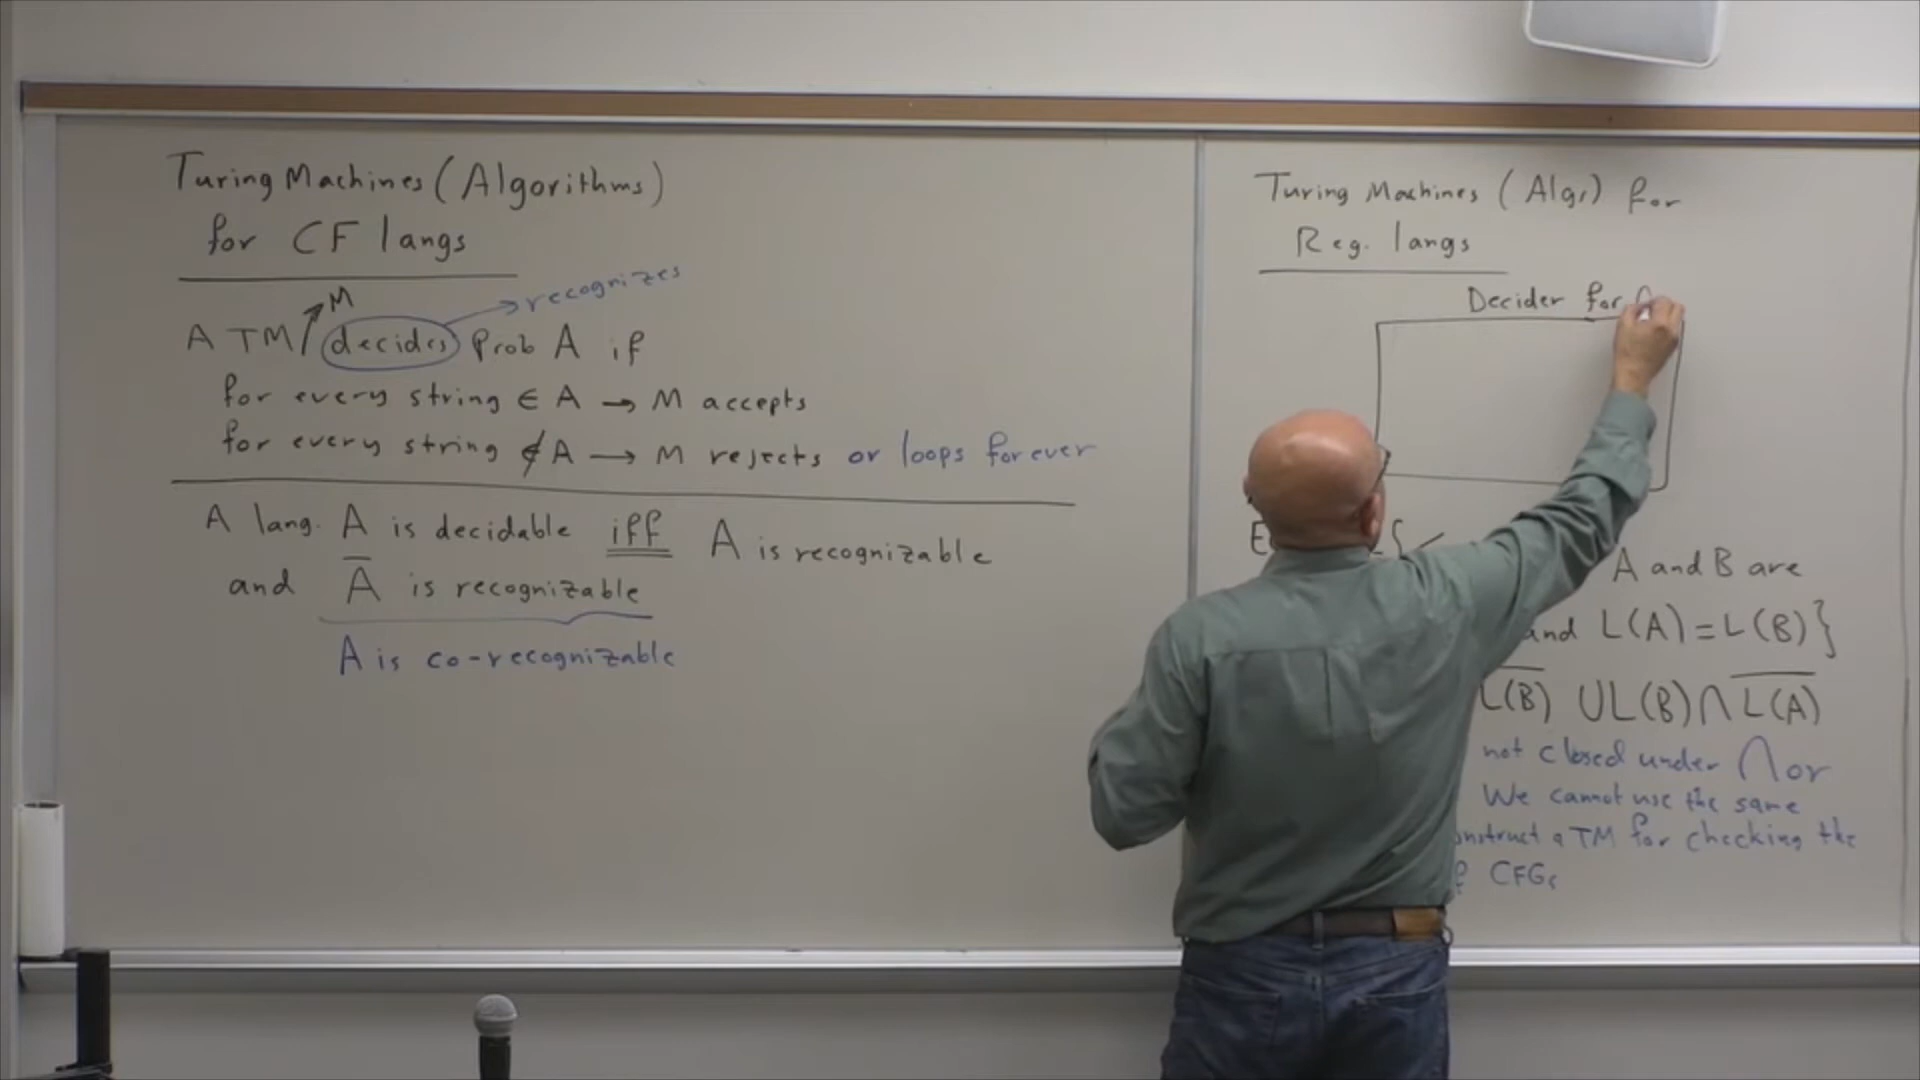 Turing Machines (Algorithms)
for CF langs
recognizes
M
A TM decides Prob A if
for every string ∈ A → M accepts
for every string ∉ A → M rejects or loops forever
A lang. A is decidable iff A is recognizable
and A̅ is recognizable
A is co-recognizable
Turing Machines (Algs) for
Reg. langs
Decider for
A and B are
and L(A)=L(B)}
L(B)̅ ∪ L(B) ∩ L(A)̅
not closed under ∩ or
We cannot use the same
a TM for checking the
CFGs